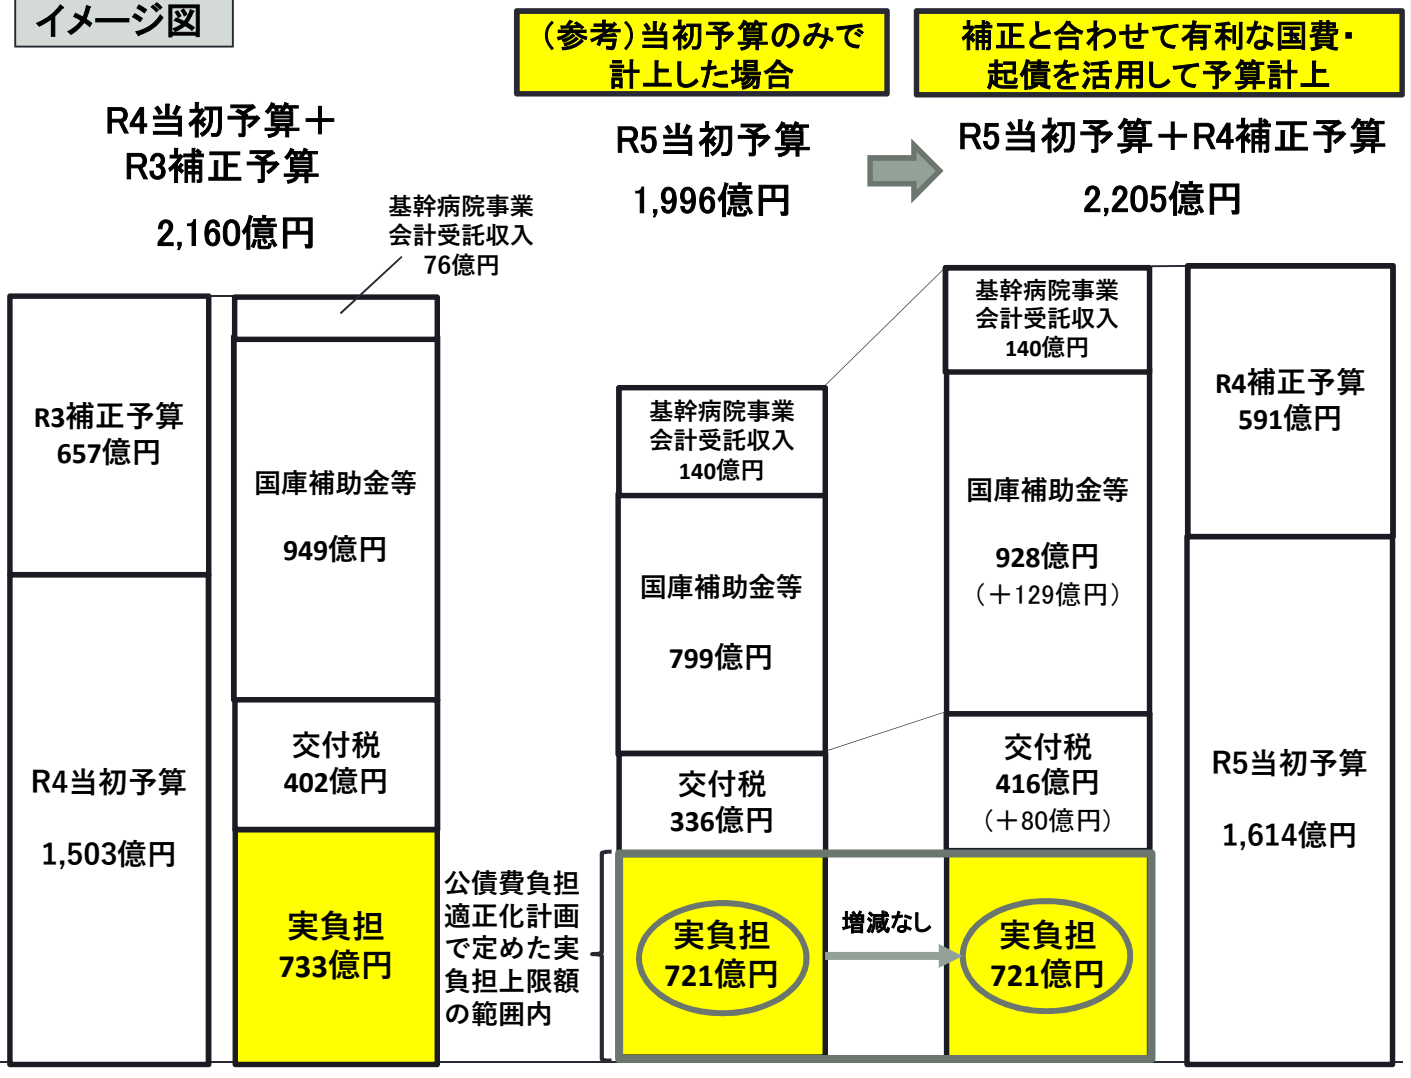 イメージ図
（参考）当初予算のみで
計上した場合
補正と合わせて有利な国費・
起債を活用して予算計上
R4当初予算＋
R3補正予算
2,160億円
R5当初予算
1,996億円
R5当初予算＋R4補正予算
2,205億円
R3補正予算
657億円
R4当初予算
1,503億円
基幹病院事業
会計受託収入
76億円
国庫補助金等
949億円
交付税
402億円
実負担
733億円
公債費負担
適正化計画
で定めた実
負担上限額
の範囲内
基幹病院事業
会計受託収入
140億円
国庫補助金等
799億円
交付税
336億円
実負担
721億円
増減なし
基幹病院事業
会計受託収入
140億円
国庫補助金等
928億円
（＋129億円）
交付税
416億円
（＋80億円）
実負担
721億円
R4補正予算
591億円
R5当初予算
1,614億円